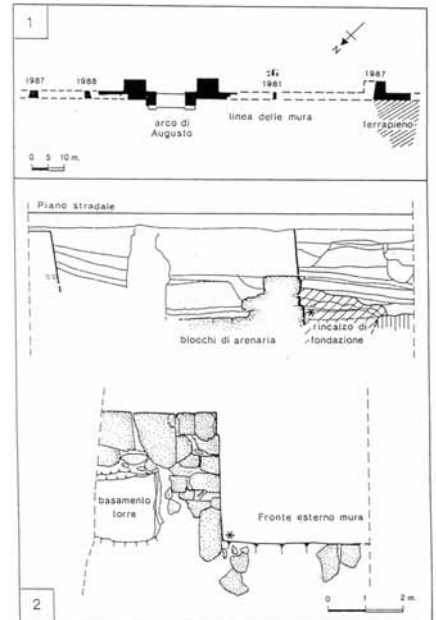 1
N
1987
1988
1981
1987
arco di
Augusto
linea delle mura
terrapieno
0 5 10 m.
Piano stradale
blocchi di arenaria
rincalzo di
fondazione
basamento
torre
Fronte esterno mura
2
0 1 2 m.